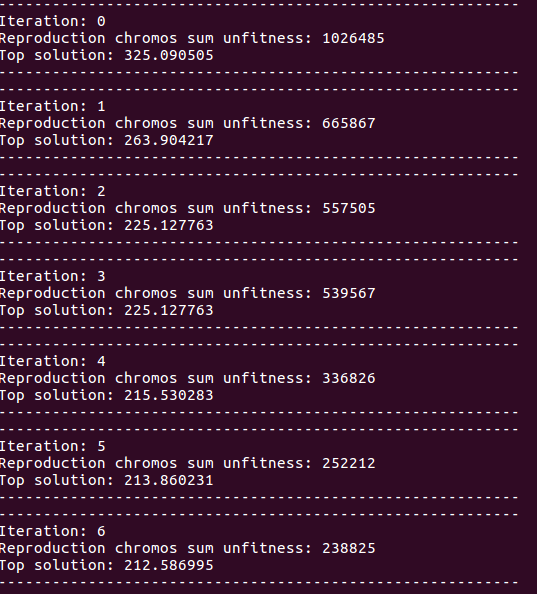 ----------------------------------------------------------
Iteration: 0
Reproduction chromos sum unfitness: 1026485
Top solution: 325.090505
----------------------------------------------------------
----------------------------------------------------------
Iteration: 1
Reproduction chromos sum unfitness: 665867
Top solution: 263.904217
----------------------------------------------------------
----------------------------------------------------------
Iteration: 2
Reproduction chromos sum unfitness: 557505
Top solution: 225.127763
----------------------------------------------------------
----------------------------------------------------------
Iteration: 3
Reproduction chromos sum unfitness: 539567
Top solution: 225.127763
----------------------------------------------------------
----------------------------------------------------------
Iteration: 4
Reproduction chromos sum unfitness: 336826
Top solution: 215.530283
----------------------------------------------------------
----------------------------------------------------------
Iteration: 5
Reproduction chromos sum unfitness: 252212
Top solution: 213.860231
----------------------------------------------------------
----------------------------------------------------------
Iteration: 6
Reproduction chromos sum unfitness: 238825
Top solution: 212.586995
----------------------------------------------------------